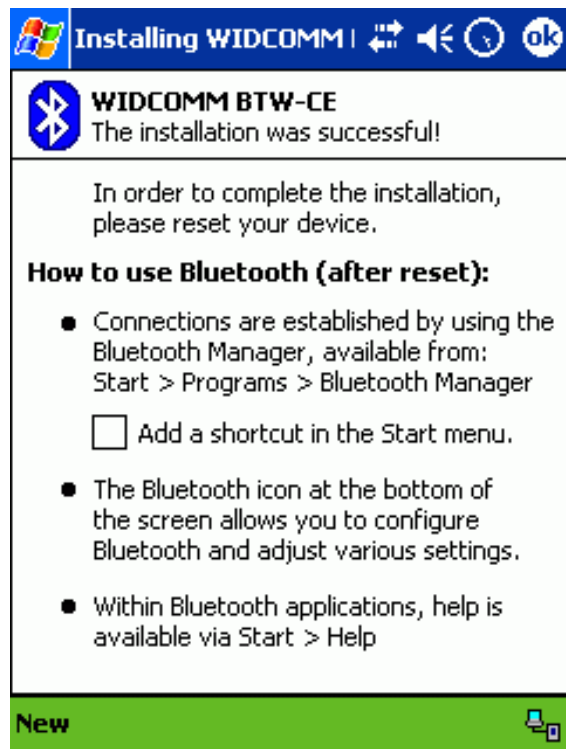 Installing WIDCOMM
ok
WIDCOMM BTW-CE
The installation was successful!
In order to complete the installation,
please reset your device.
How to use Bluetooth (after reset):
Connections are established by using the
Bluetooth Manager, available from:
Start > Programs > Bluetooth Manager
Add a shortcut in the Start menu.
The Bluetooth icon at the bottom of
the screen allows you to configure
Bluetooth and adjust various settings.
Within Bluetooth applications, help is
available via Start > Help
New